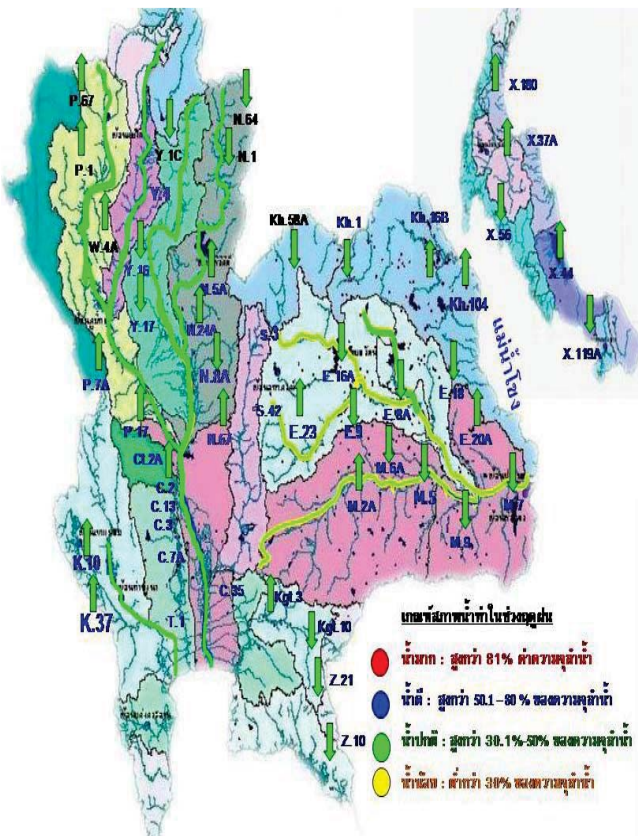 P.67
P.1
W.4A
Y.1C
N.64
N.1
Y.16
Y.17
N.24A
N.8A
P.7A
P.17
N.67
Ct.2A
C.2
C.13
C.3
C.7A
C.35
T.1
K.10
K.37
Kh.58A
Kh.1
Kh.16B
Kh.104
แม่น้ำโขง
S.3
S.42
E.16A
E.23
E.9
E.8A
E.18
E.20A
M.6A
M.2A
M.5
M.9
M.7
Kgt.3
Kgt.10
Z.21
Z.10
X.180
X.37A
X.56
X.44
X.119A
เกณฑ์สภาพน้ำท่าในช่วงฤดูฝน
น้ำมาก : สูงกว่า 81% ค่าความจุลำน้ำ
น้ำดี : สูงกว่า 50.1-80 % ของความจุลำน้ำ
น้ำปกติ : สูงกว่า 30.1%-50% ของความจุลำน้ำ
น้ำน้อย : ต่ำกว่า 30% ของความจุลำน้ำ